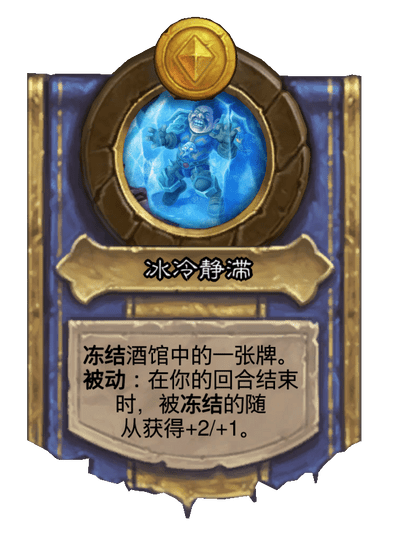 冰冷静滞
冻结酒馆中的一张牌。
被动：在你的回合结束
时，被冻结的随
从获得+2/+1。